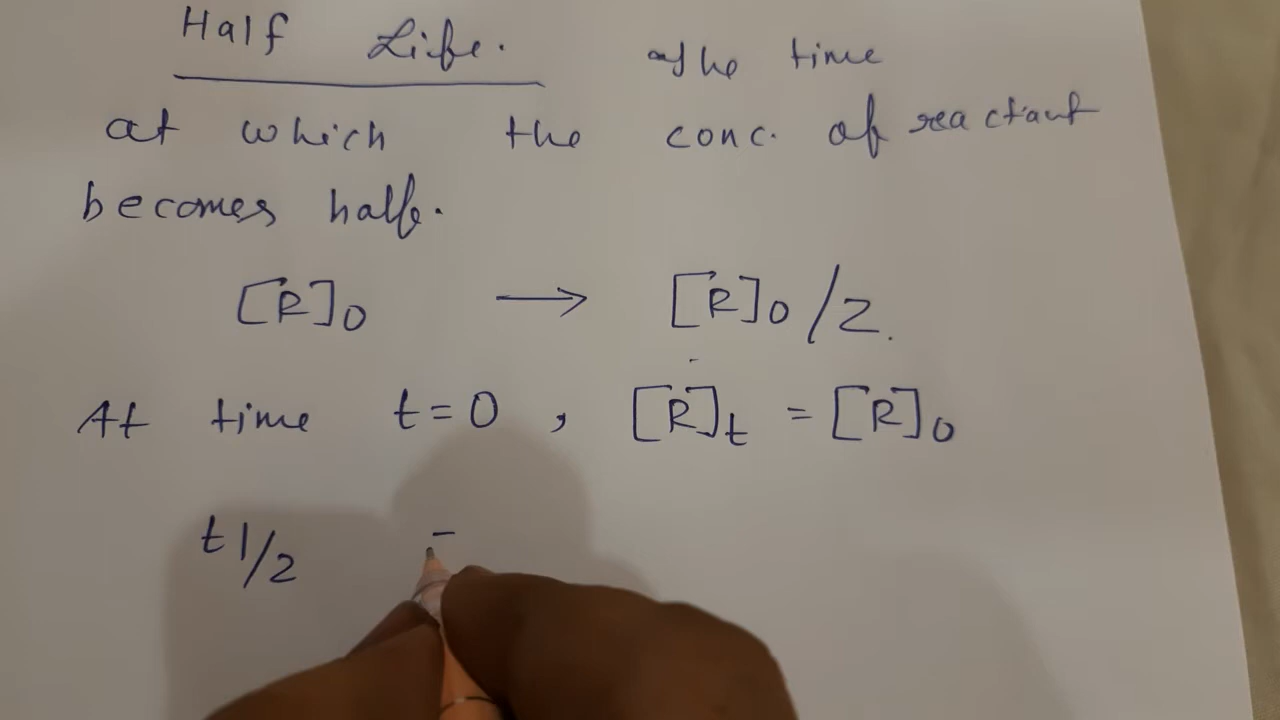 Half Life. The time
at which the conc. of reactant
becomes half.
[R]0 → [R]0/2.
At time t=0, [R]t = [R]0
t1/2